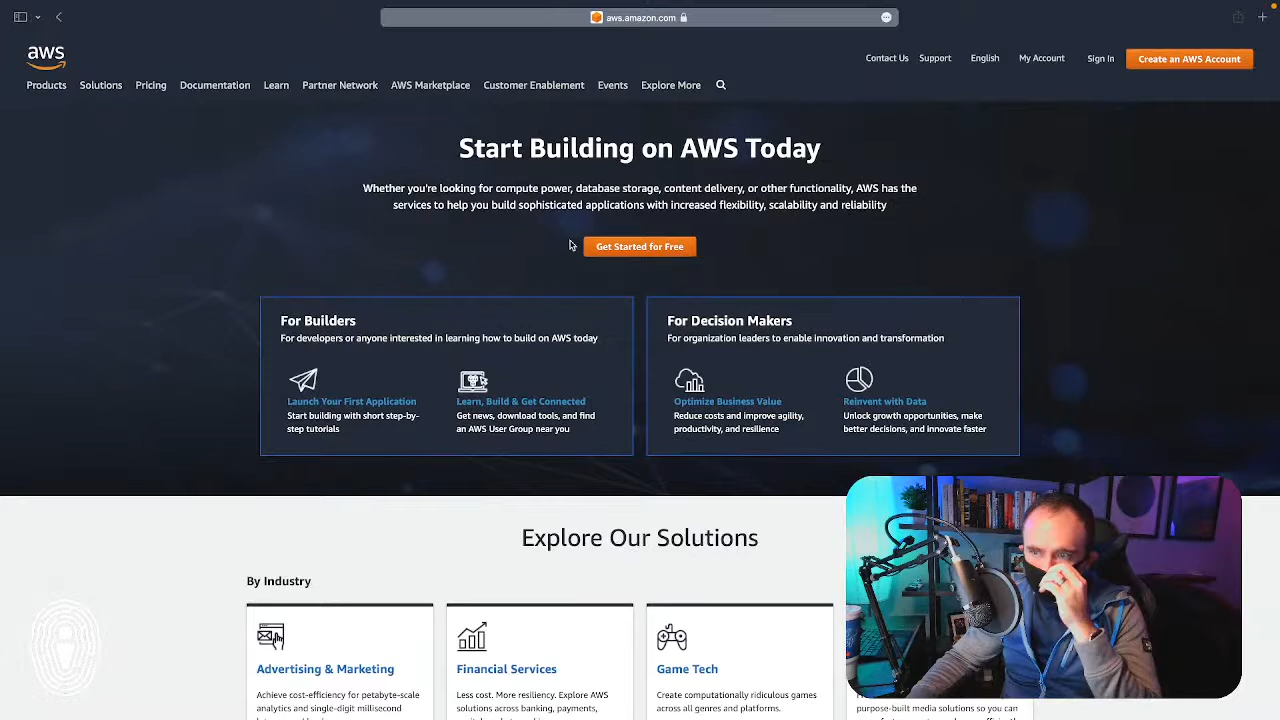 aws.amazon.com
aws
Contact Us Support English My Account Sign In Create an AWS Account
Products Solutions Pricing Documentation Learn Partner Network AWS Marketplace Customer Enablement Events Explore More
Start Building on AWS Today
Whether you're looking for compute power, database storage, content delivery, or other functionality, AWS has the
services to help you build sophisticated applications with increased flexibility, scalability and reliability
Get Started for Free
For Builders
For developers or anyone interested in learning how to build on AWS today
Launch Your First Application
Start building with short step-by-
step tutorials
Learn, Build & Get Connected
Get news, download tools, and find
an AWS User Group near you
For Decision Makers
For organization leaders to enable innovation and transformation
Optimize Business Value
Reduce costs and improve agility,
productivity, and resilience
Reinvent with Data
Unlock growth opportunities, make
better decisions, and innovate faster
Explore Our Solutions
By Industry
Advertising & Marketing
Achieve cost-efficiency for petabyte-scale
analytics and single-digit millisecond
Financial Services
Less cost. More resiliency. Explore AWS
solutions across banking, payments,
Game Tech
Create computationally ridiculous games
across all genres and platforms.
purpose-built media solutions so you can